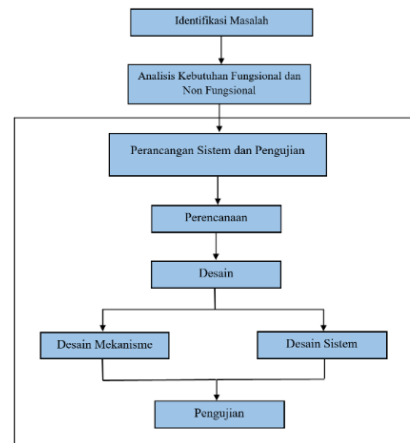 Identifikasi Masalah
Analisis Kebutuhan Fungsional dan
Non Fungsional
Perancangan Sistem dan Pengujian
Perencanaan
Desain
Desain Mekanisme
Desain Sistem
Pengujian